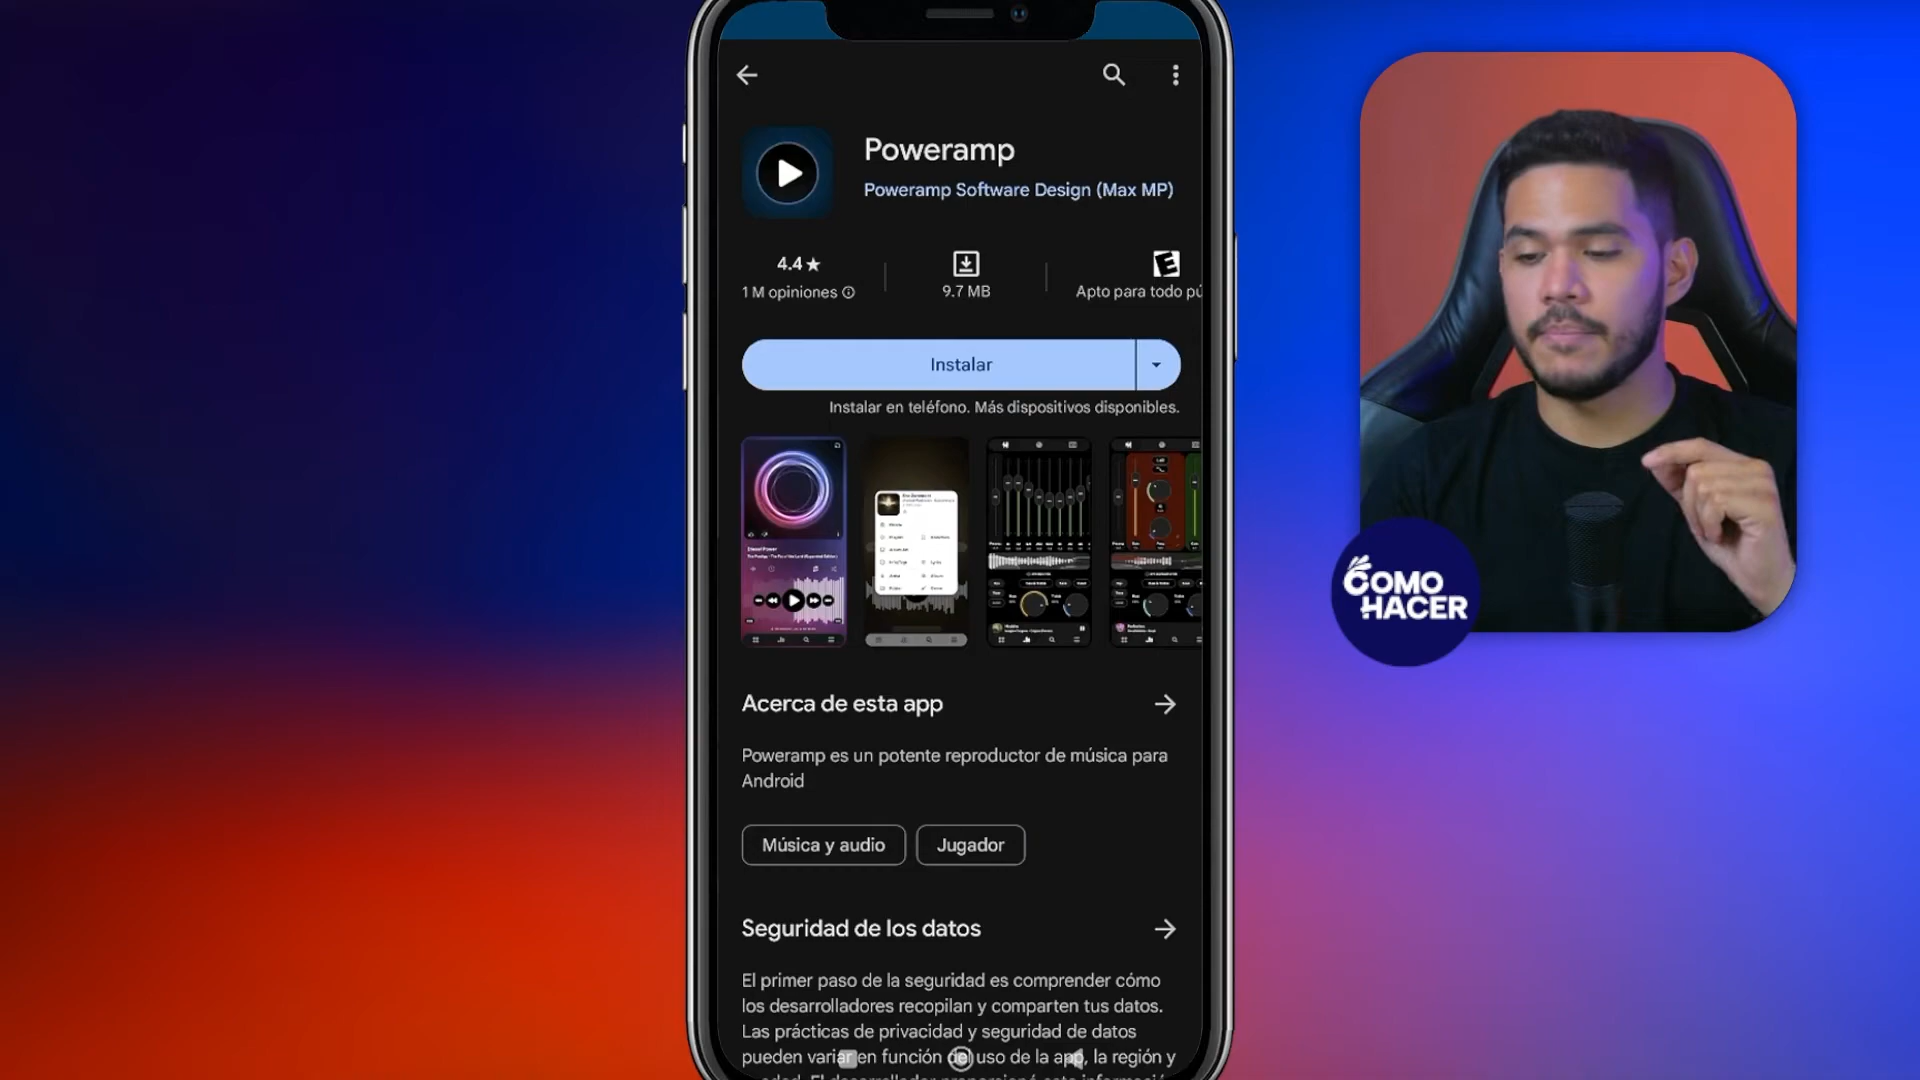 Poweramp
Poweramp Software Design (Max MP)
4.4★
1 M opiniones
9.7 MB
E
Apto para todo pú
Instalar
Instalar en teléfono. Más dispositivos disponibles.
Acerca de esta app
Poweramp es un potente reproductor de música para
Android
Música y audio
Jugador
Seguridad de los datos
El primer paso de la seguridad es comprender cómo
los desarrolladores recopilan y comparten tus datos.
Las prácticas de privacidad y seguridad de datos
pueden variar en función del uso de la app, la región y
COMO
HACER